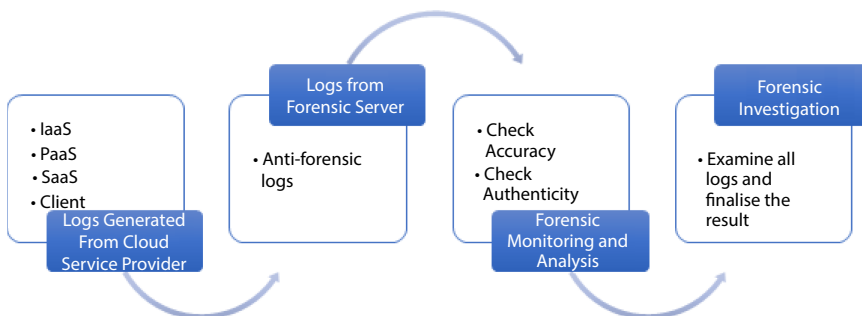 • IaaS
• PaaS
• SaaS
• Client
Logs Generated
From Cloud
Service Provider
Logs from
Forensic Server
• Anti-forensic
logs
• Check
Accuracy
• Check
Authenticity
Forensic
Monitoring and
Analysis
Forensic
Investigation
• Examine all
logs and
finalise the
result